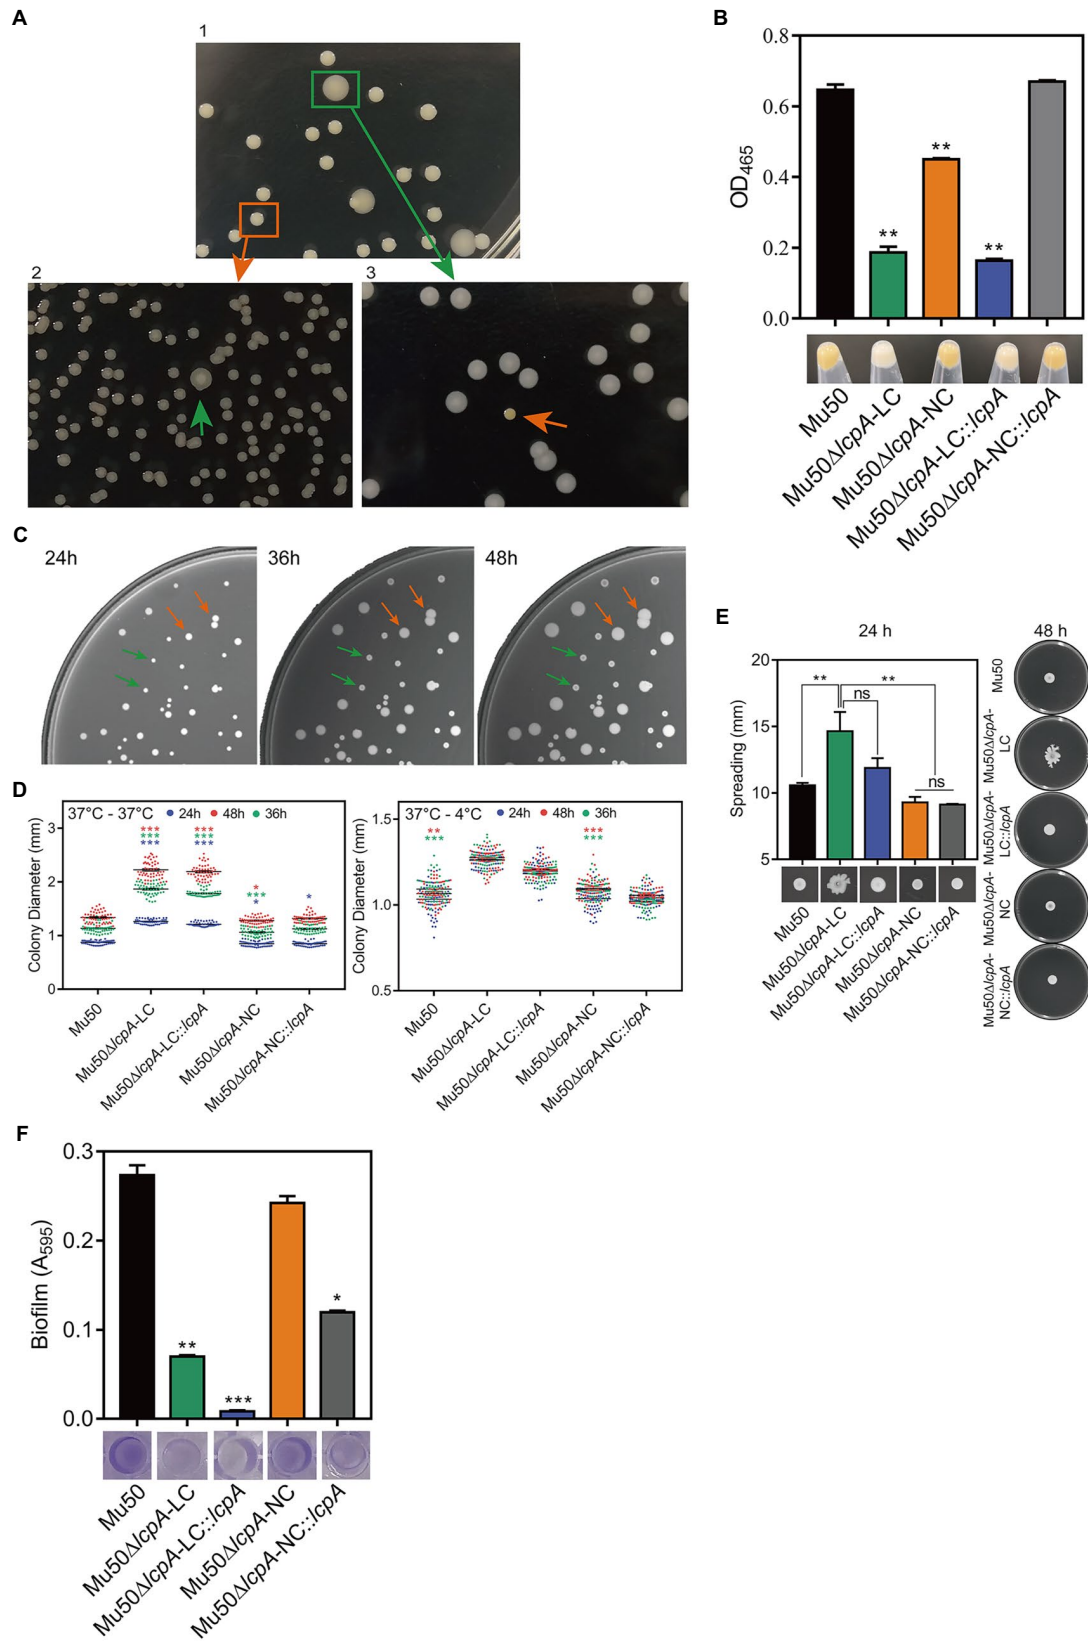 A
1
2
3
B
0.8
0.6
0.4
0.2
0.0
OD465
**
**
**
Mu50
Mu50ΔlcpA-LC
Mu50ΔlcpA-NC
Mu50ΔlcpA-LC::lcpA
Mu50ΔlcpA-NC::lcpA
C
24h
36h
48h
D
37°C - 37°C
24h
48h
36h
Colony Diameter (mm)
3
2
1
0
***
***
***
***
***
***
*
***
*
*
Mu50
Mu50ΔlcpA-LC
Mu50ΔlcpA-LC::lcpA
Mu50ΔlcpA-NC
Mu50ΔlcpA-NC::lcpA
37°C - 4°C
24h
48h
36h
Colony Diameter (mm)
1.5
1.0
0.5
**
***
***
***
Mu50
Mu50ΔlcpA-LC
Mu50ΔlcpA-LC::lcpA
Mu50ΔlcpA-NC
Mu50ΔlcpA-NC::lcpA
E
24 h
Spreading (mm)
20
15
10
5
**
**
ns
ns
Mu50
Mu50ΔlcpA-LC
Mu50ΔlcpA-LC::lcpA
Mu50ΔlcpA-NC
Mu50ΔlcpA-NC::lcpA
48 h
Mu50
Mu50ΔlcpA-
LC
Mu50ΔlcpA-
LC::lcpA
Mu50ΔlcpA-
NC
Mu50ΔlcpA-
NC::lcpA
F
Biofilm (A595)
0.3
0.2
0.1
0.0
**
***
*
Mu50
Mu50ΔlcpA-LC
Mu50ΔlcpA-LC::lcpA
Mu50ΔlcpA-NC
Mu50ΔlcpA-NC::lcpA